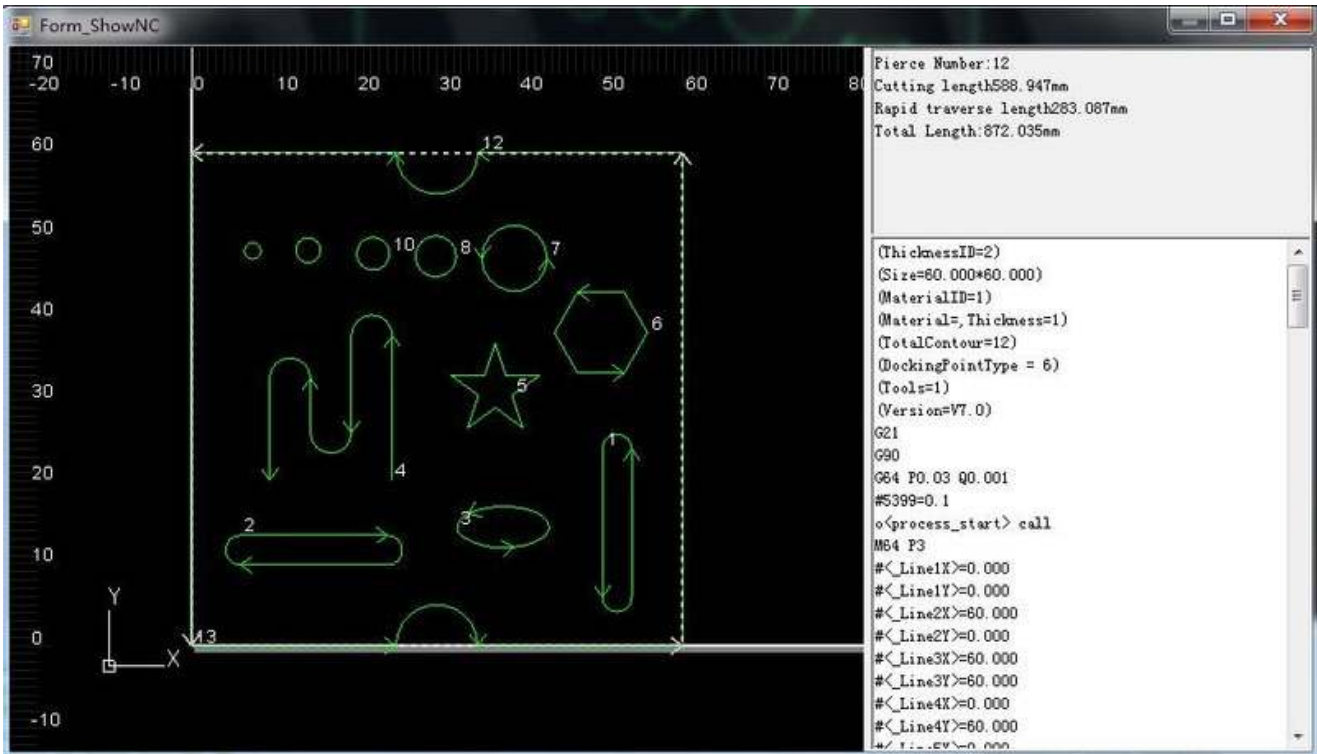 Form_ShowNC
70
-20 -10 0 10 20 30 40 50 60 70 80
60
50
40
30
20
10
0
-10
12
10 8 7
6
5
4
1
2
3
13
Y
X
Pierce Number:12
Cutting length588.947mm
Rapid traverse length283.087mm
Total Length:872.035mm
(ThicknessID=2)
(Size=60.000*60.000)
(MaterialID=1)
(Material=,Thickness=1)
(TotalContour=12)
(DockingPointType = 6)
(Tools=1)
(Version=V7.0)
G21
G90
G64 P0.03 Q0.001
#5399=0.1
o<process_start> call
M64 P3
#<_Line1X>=0.000
#<_Line1Y>=0.000
#<_Line2X>=60.000
#<_Line2Y>=0.000
#<_Line3X>=60.000
#<_Line3Y>=60.000
#<_Line4X>=0.000
#<_Line4Y>=60.000